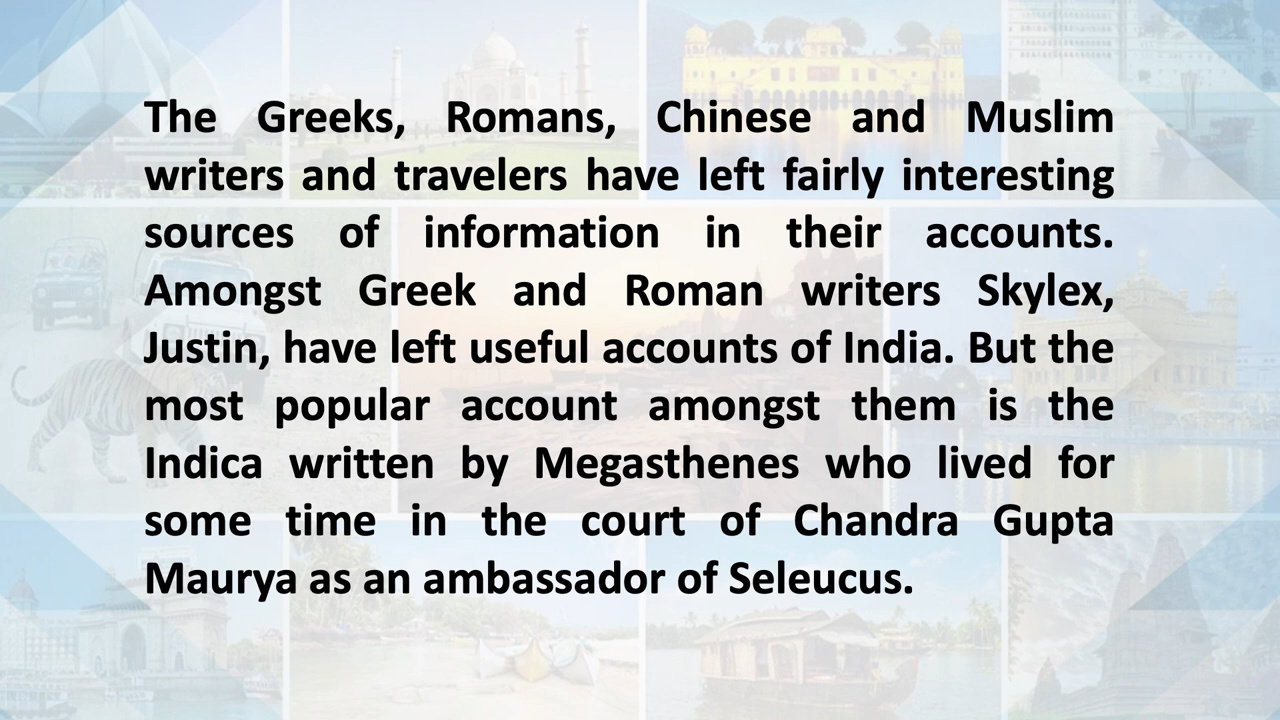 The Greeks, Romans, Chinese and Muslim
writers and travelers have left fairly interesting
sources of information in their accounts.
Amongst Greek and Roman writers Skylex,
Justin, have left useful accounts of India. But the
most popular account amongst them is the
Indica written by Megasthenes who lived for
some time in the court of Chandra Gupta
Maurya as an ambassador of Seleucus.